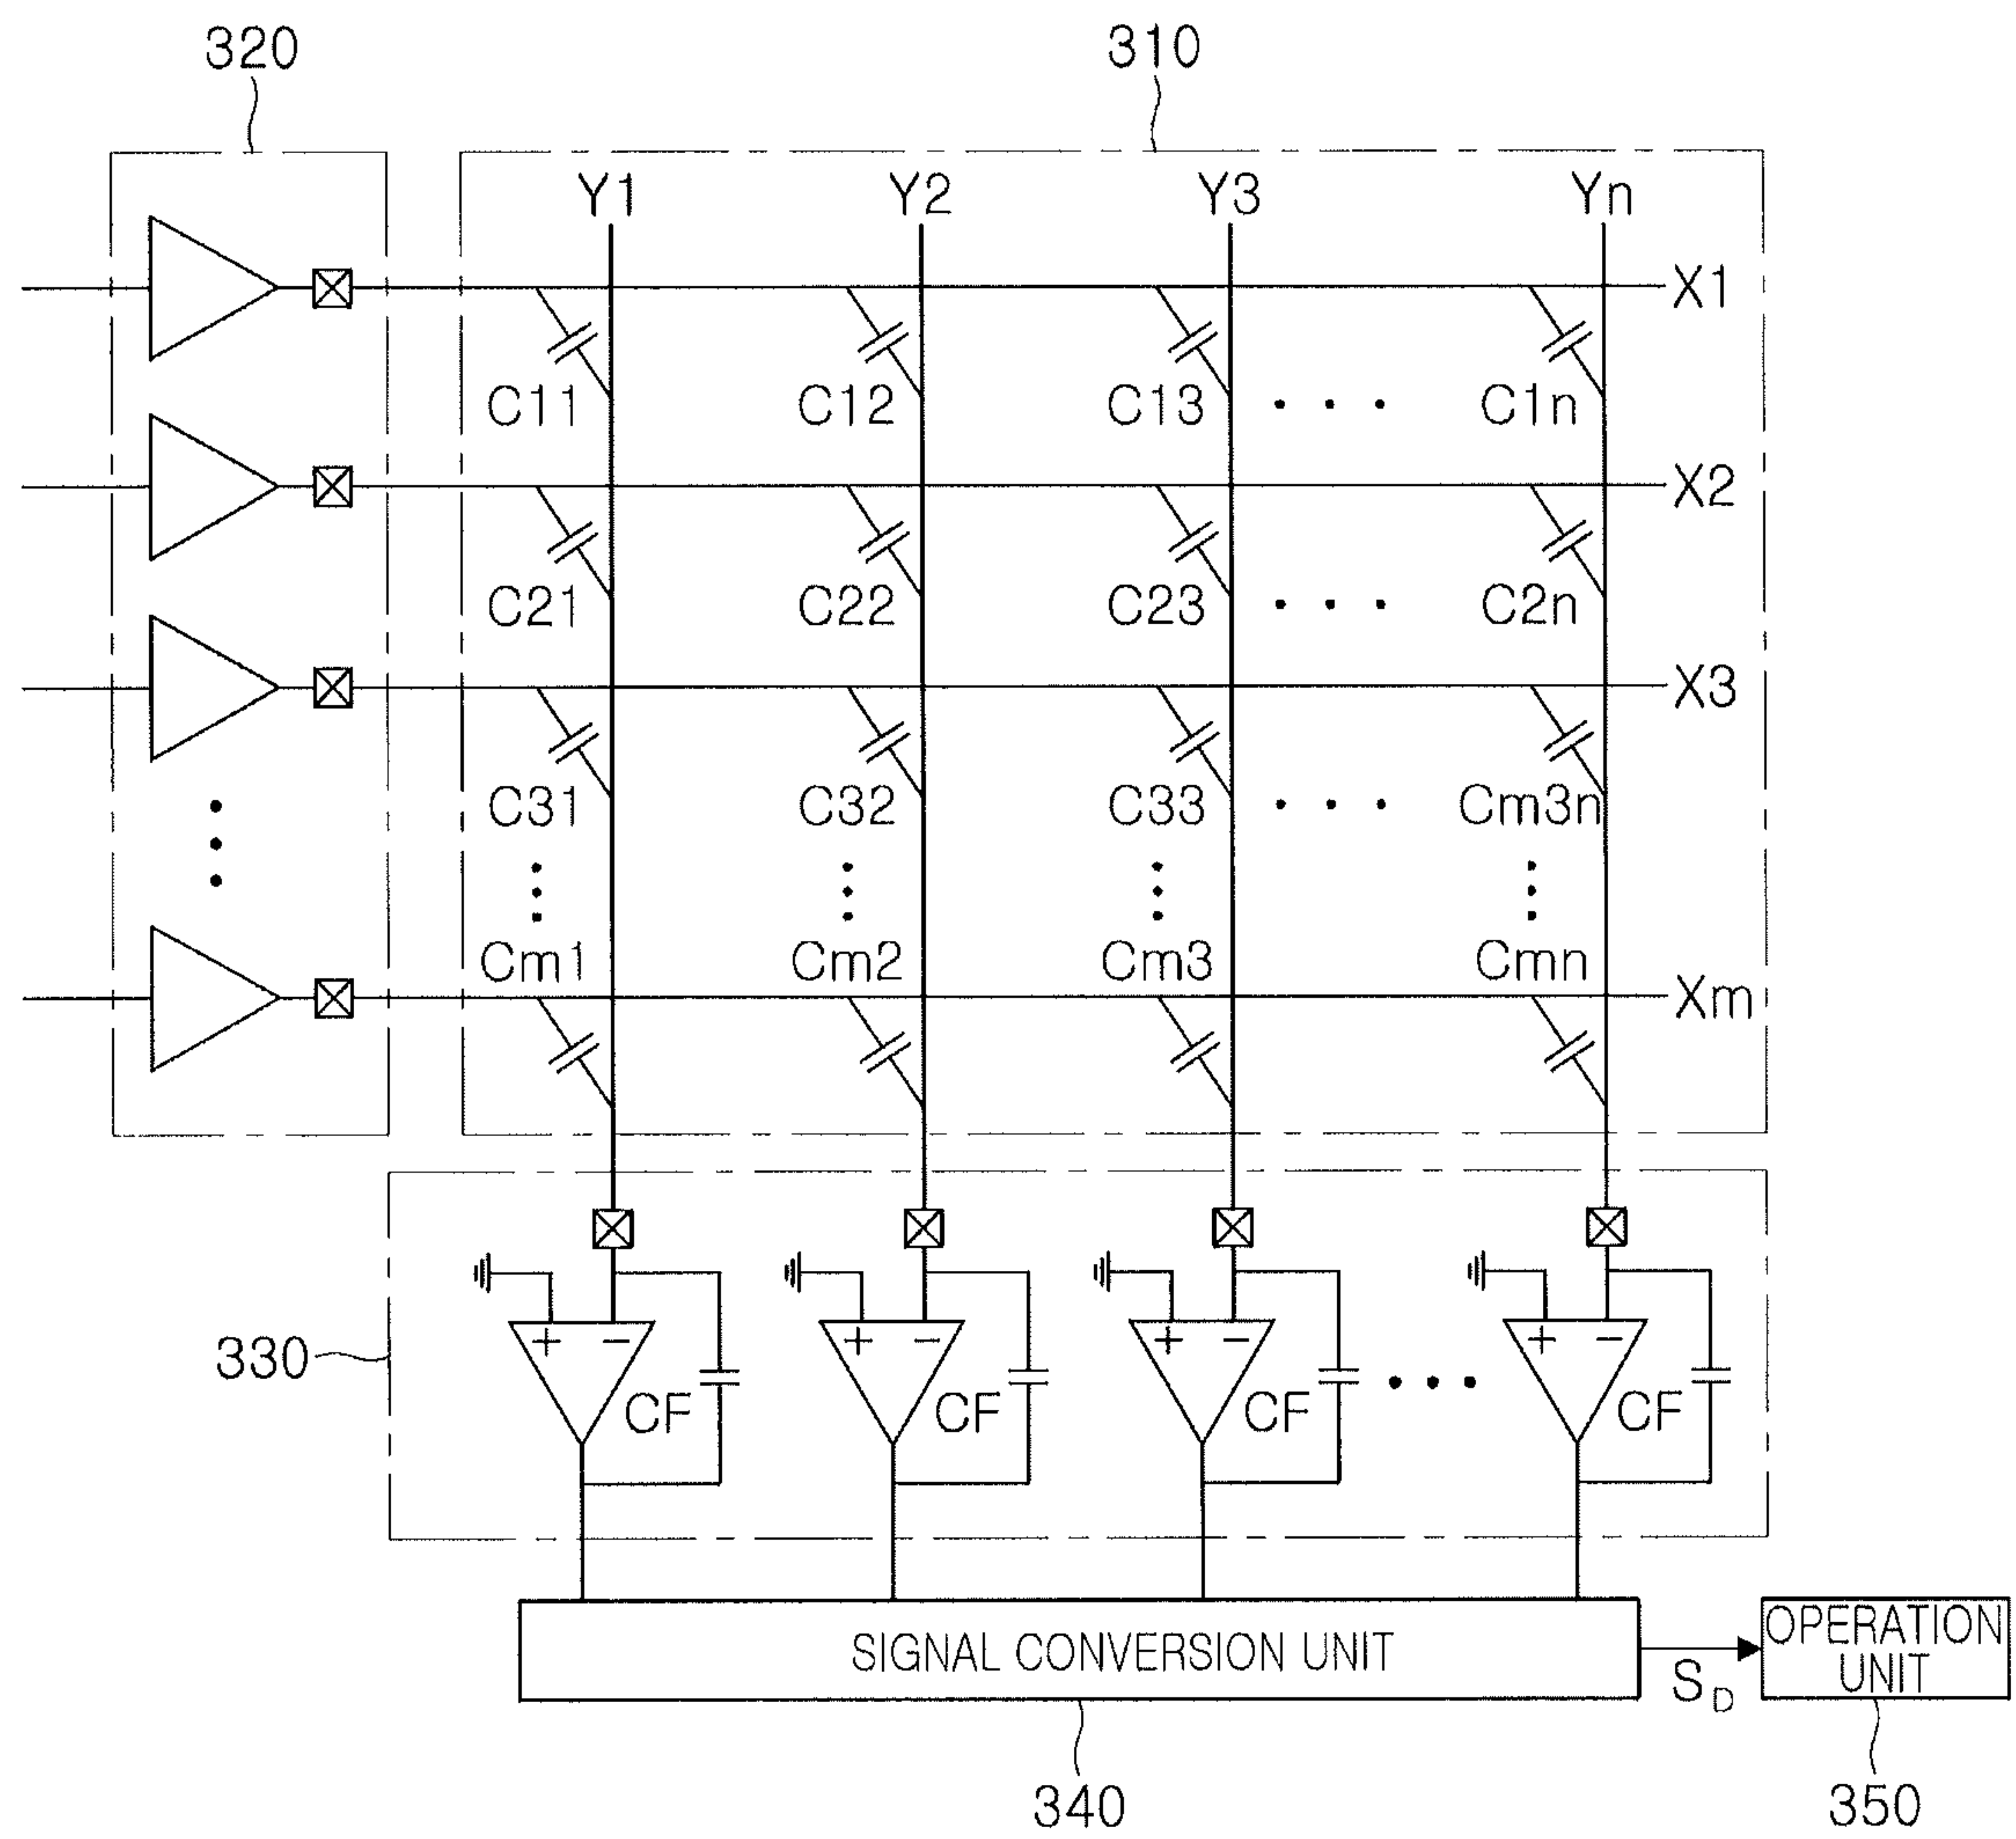 320
310
Y1 Y2 Y3 Yn
X1
C11 C12 C13 C1n
X2
C21 C22 C23 C2n
X3
C31 C32 C33 Cm3n
Cm1 Cm2 Cm3 Cmn
Xm
+ − + − + − + −
330
CF CF CF CF
SIGNAL CONVERSION UNIT
OPERATION
UNIT
SD
340
350